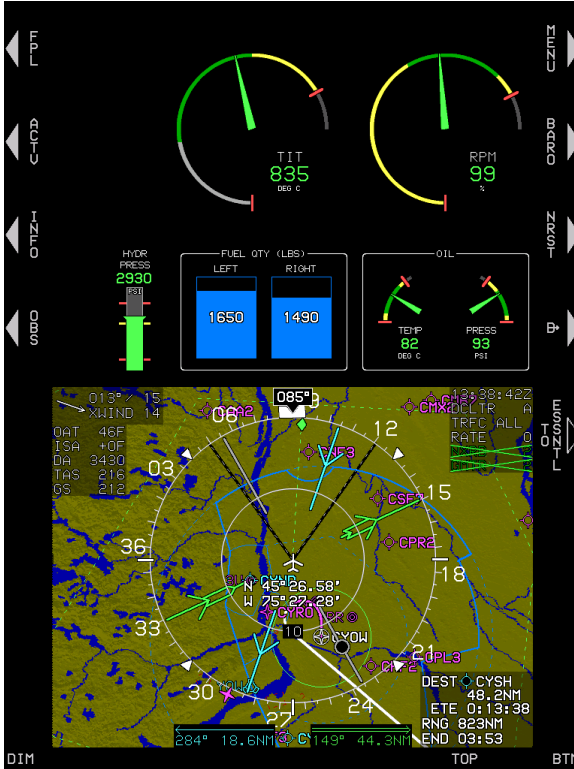 FPL
MENU
ACTV
BARO
TIT
835
DEG C
RPM
99
%
INFO
NRST
HYDR
PRESS
2930
PSI
FUEL QTY (LBS)
LEFT RIGHT
1650 1490
OIL
TEMP
82
DEG C
PRESS
93
PSI
OBS
013°/ 15
XWIND 14
OAT 46F
ISA +0F
DA 3430
TAS 216
GS 212
085°
13:38:42Z
DCLTR A
TRFC ALL
RATE 0
ESSNTL
TO
06
9
12
03
15
CSF7
36
CPR2
18
N 45°26.58'
W 75°27.28'
CYRO
10
CYOW
33
21
CPL3
30
27
24
DEST CYSH
48.2NM
ETE 0:13:38
RNG 823NM
END 03:53
284° 18.6NM
149° 44.3NM
DIM
TOP
BTM